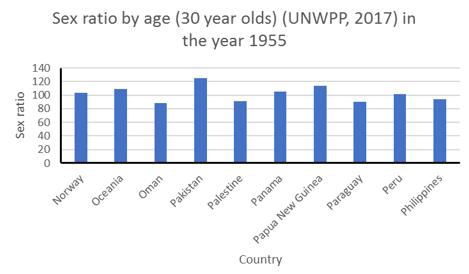 Sex ratio by age (30 year olds) (UNWPP, 2017) in
the year 1955
140
120
100
80
60
40
20
0
Sex ratio
Norway
Oceania
Oman
Pakistan
Palestine
Panama
Papua New Guinea
Paraguay
Peru
Philippines
Country